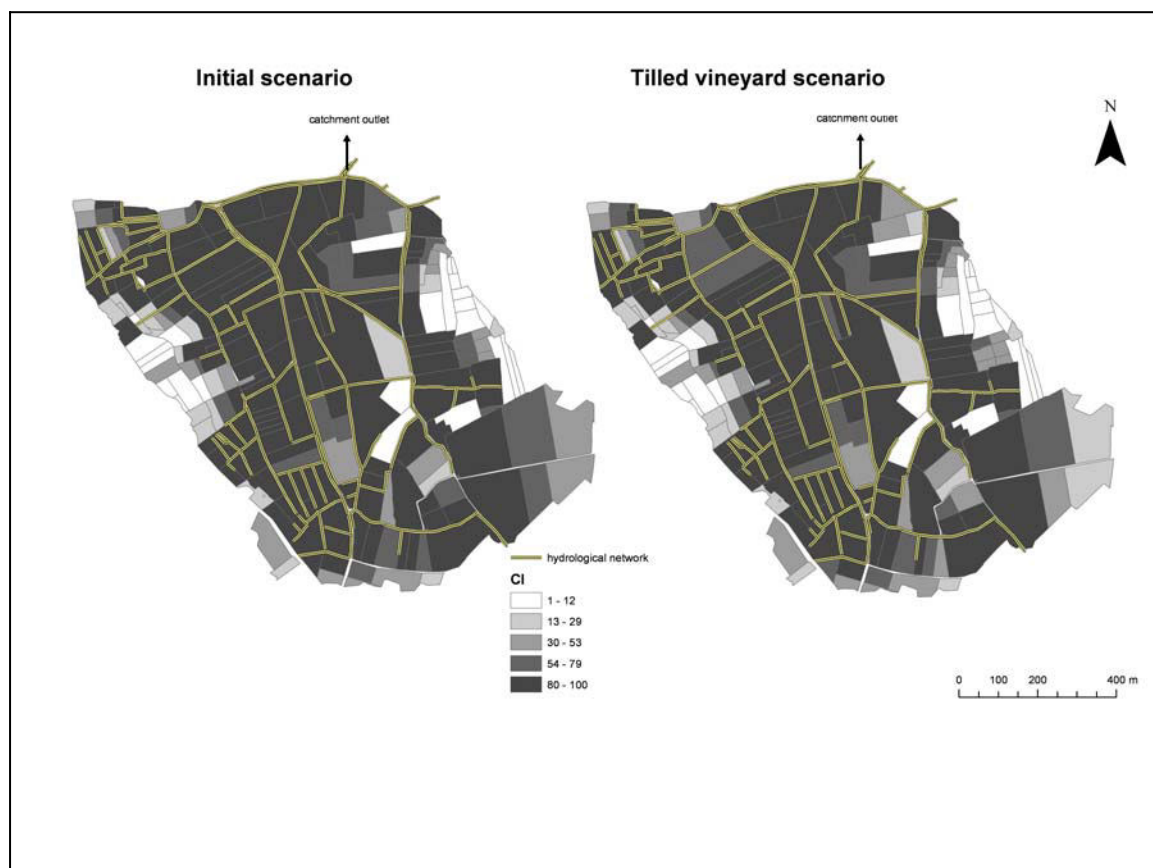 Initial scenario
Tilled vineyard scenario
catchment outlet
catchment outlet
N
hydrological network
CI
1 - 12
13 - 29
30 - 53
54 - 79
80 - 100
0 100 200 400 m